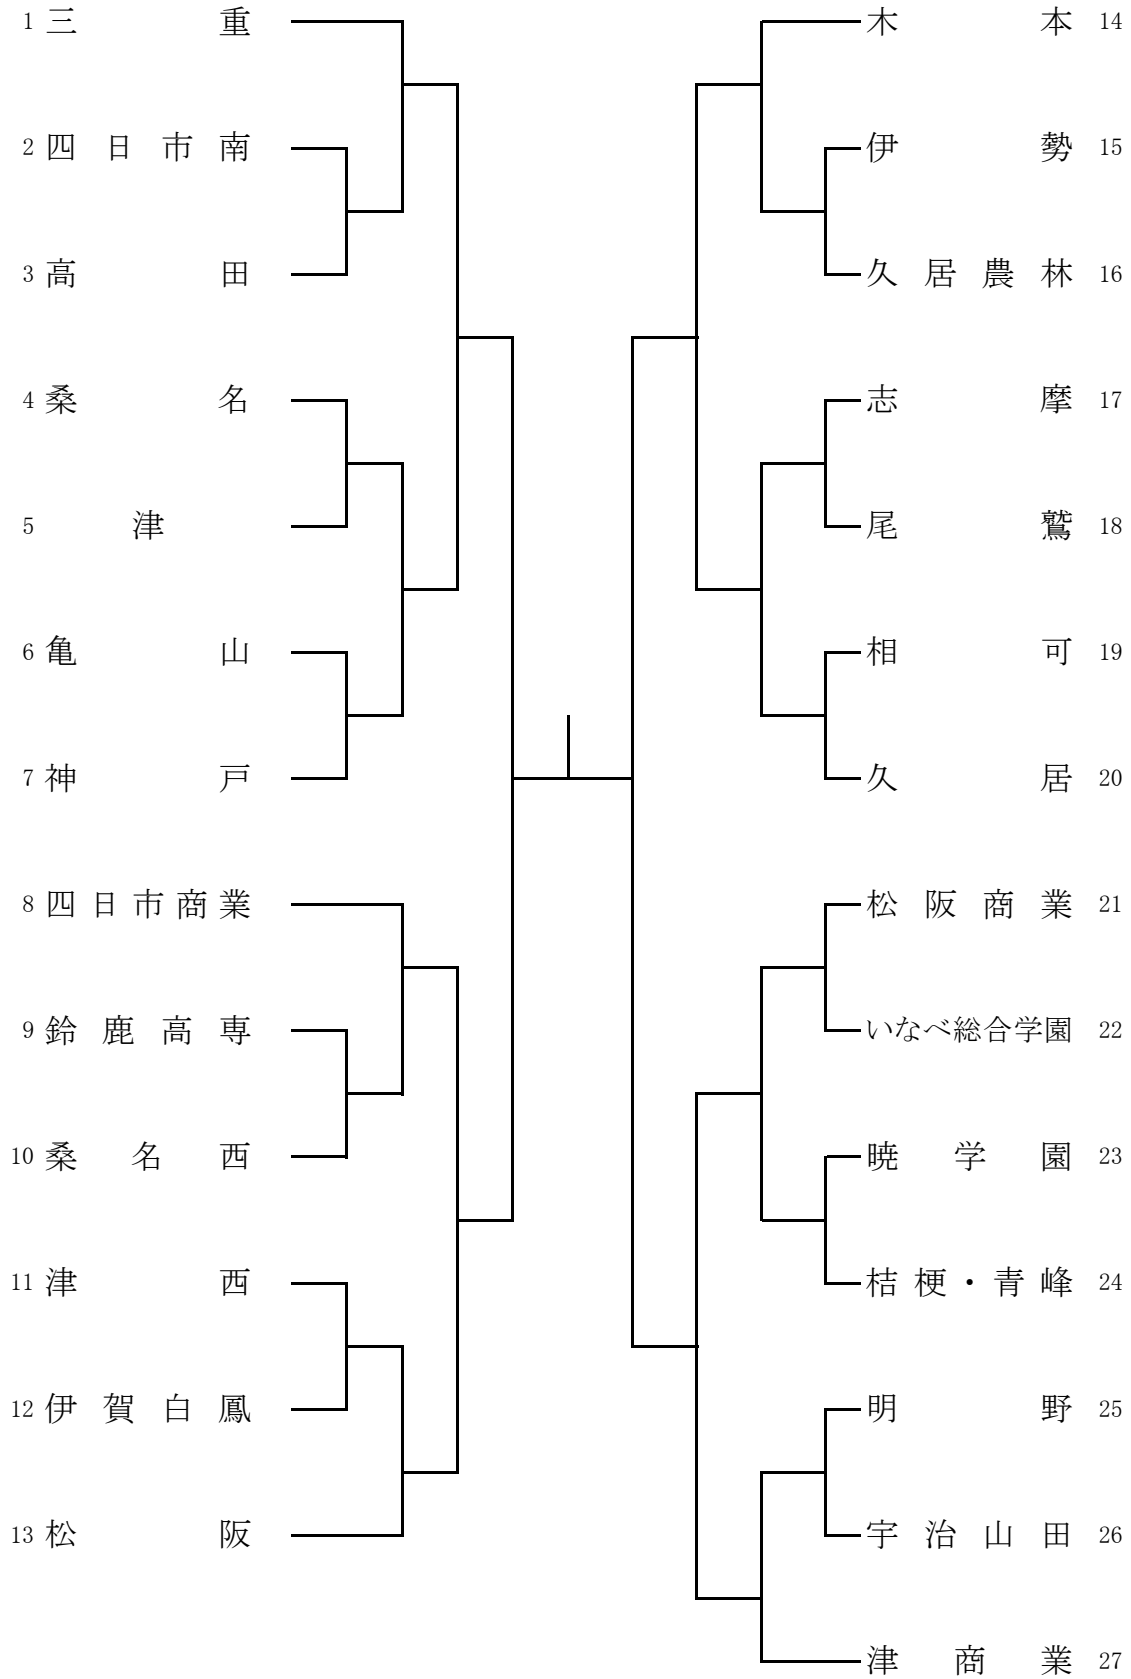 1 三重
2 四日市南
3 高田
4 桑名
5 津
6 亀山
7 神戸
8 四日市商業
9 鈴鹿高専
10 桑名西
11 津西
12 伊賀白鳳
13 松阪
木本 14
伊勢 15
久居農林 16
志摩 17
尾鷲 18
相可 19
久居 20
松阪商業 21
いなべ総合学園 22
暁学園 23
桔梗・青峰 24
明野 25
宇治山田 26
津商業 27